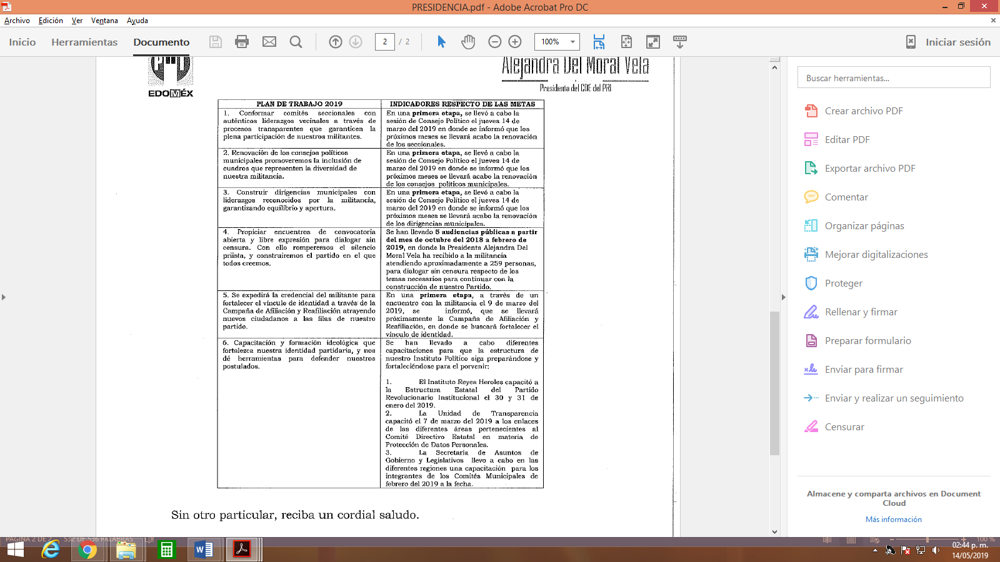 PRESIDENCIA.pdf - Adobe Acrobat Pro DC
Archivo Edición Ver Ventana Ayuda
Inicio Herramientas Documento 2 / 2 100% Iniciar sesión
PRI
EDOMÉX
Alejandra Del Moral Vela
Presidenta del CDE del PRI
PLAN DE TRABAJO 2019
1. Conformar comités seccionales con
auténticos liderazgos vecinales a través de
procesos transparentes que garanticen la
plena participación de nuestros militantes.
INDICADORES RESPECTO DE LAS METAS
En una primera etapa, se llevó a cabo la
sesión de Consejo Político el jueves 14 de
marzo del 2019 en donde se informó que los
próximos meses se llevará acabo la renovación
de los seccionales.
2. Renovación de los consejos políticos
municipales promoveremos la inclusión de
cuadros que representen la diversidad de
nuestra militancia.
En una primera etapa, se llevó a cabo la
sesión de Consejo Político el jueves 14 de
marzo del 2019 en donde se informó que los
próximos meses se llevará acabo la renovación
de los consejos políticos municipales.
3. Construir dirigencias municipales con
liderazgos reconocidos por la militancia,
garantizando equilibrio y apertura.
En una primera etapa, se llevó a cabo la
sesión de Consejo Político el jueves 14 de
marzo del 2019 en donde se informó que los
próximos meses se llevará acabo la renovación
de los dirigencias municipales.
4. Propiciar encuentros de convocatoria
abierta y libre expresión para dialogar sin
censura. Con ello romperemos el silencio
priista, y construiremos el partido en el que
todos creemos.
Se han llevado 5 audiencias públicas a partir
del mes de octubre del 2018 a febrero de
2019, en donde la Presidenta Alejandra Del
Moral Vela ha recibido a la militancia
atendiendo aproximadamente a 259 personas,
para dialogar sin censura respecto de los
temas necesarios para continuar con la
construcción de nuestro Partido.
5. Se expedirá la credencial del militante para
fortalecer el vínculo de identidad a través de la
Campaña de Afiliación y Reafiliación atrayendo
nuevos ciudadanos a las filas de nuestro
partido.
En una primera etapa, a través de un
encuentro con la militancia el 9 de marzo del
2019, se informó, que se llevará
próximamente la Campaña de Afiliación y
Reafiliación, en donde se buscará fortalecer el
vínculo de identidad.
6. Capacitación y formación ideológica que
fortalezca nuestra identidad partidaria, y nos
dé herramientas para defender nuestros
postulados.
Se han llevado a cabo diferentes
capacitaciones para que la estructura de
nuestro Instituto Político siga preparándose y
fortaleciéndose para el porvenir:
1. El Instituto Reyes Heroles capacitó a
la Estructura Estatal del Partido
Revolucionario Institucional el 30 y 31 de
enero del 2019.
2. La Unidad de Transparencia
capacitó el 7 de marzo del 2019 a los enlaces
de las diferentes áreas pertenecientes al
Comité Directivo Estatal en materia de
Protección de Datos Personales.
3. La Secretaria de Asuntos de
Gobierno y Legislativos llevo a cabo en las
diferentes regiones una capacitación para los
integrantes de los Comités Municipales de
febrero del 2019 a la fecha.
Sin otro particular, reciba un cordial saludo.
Buscar herramientas...
Crear archivo PDF
Editar PDF
Exportar archivo PDF
Comentar
Organizar páginas
Mejorar digitalizaciones
Proteger
Rellenar y firmar
Preparar formulario
Enviar para firmar
Enviar y realizar un seguimiento
Censurar
Almacene y comparta archivos en Document
Cloud
Más información
PÁGINA 2 DE 2 532 DE 536 PALABRAS 100 %
02:44 p. m.
14/05/2019